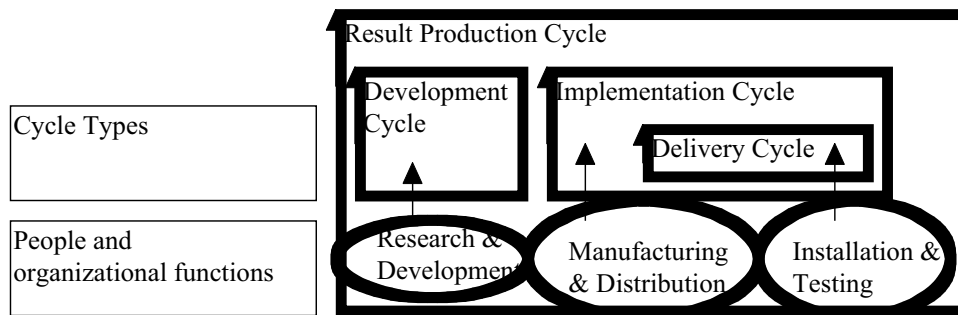 Result Production Cycle
Development
Cycle
Implementation Cycle
Delivery Cycle
Cycle Types
People and
organizational functions
Research &
Development
Manufacturing
& Distribution
Installation &
Testing